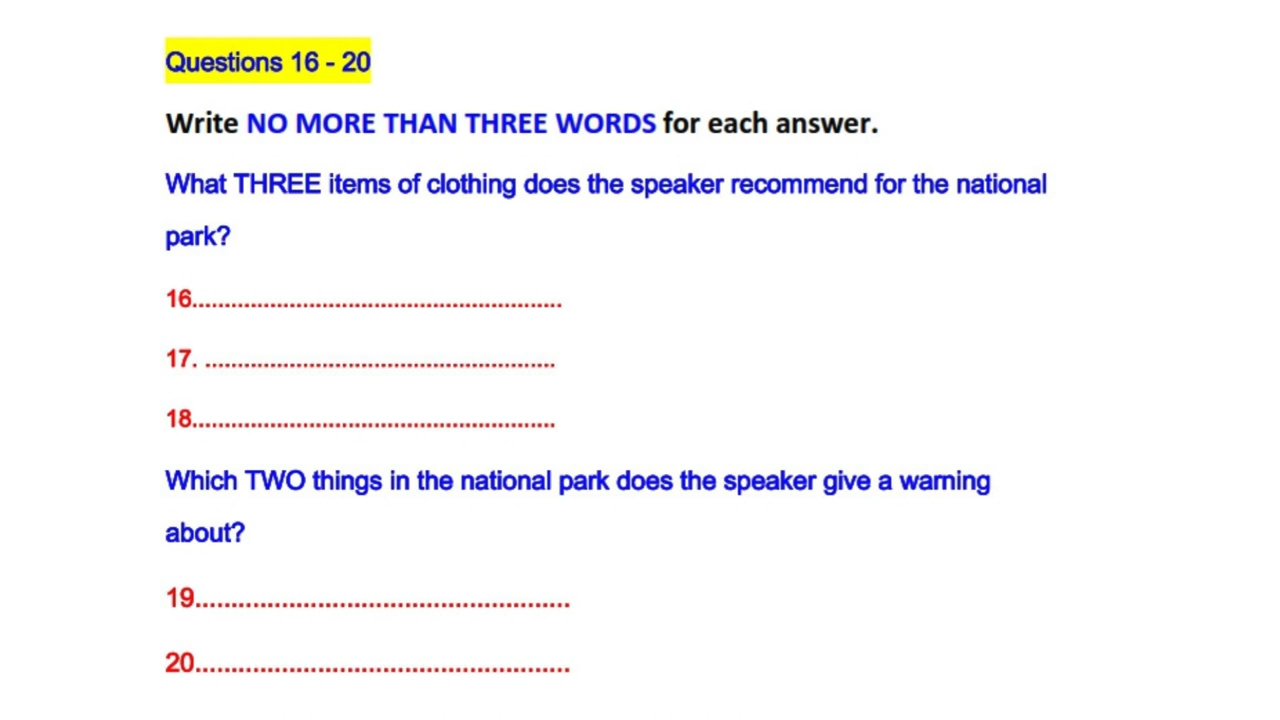 Questions 16 - 20
Write NO MORE THAN THREE WORDS for each answer.
What THREE items of clothing does the speaker recommend for the national
park?
16.........................................................
17. ......................................................
18........................................................
Which TWO things in the national park does the speaker give a warning
about?
19....................................................
20....................................................